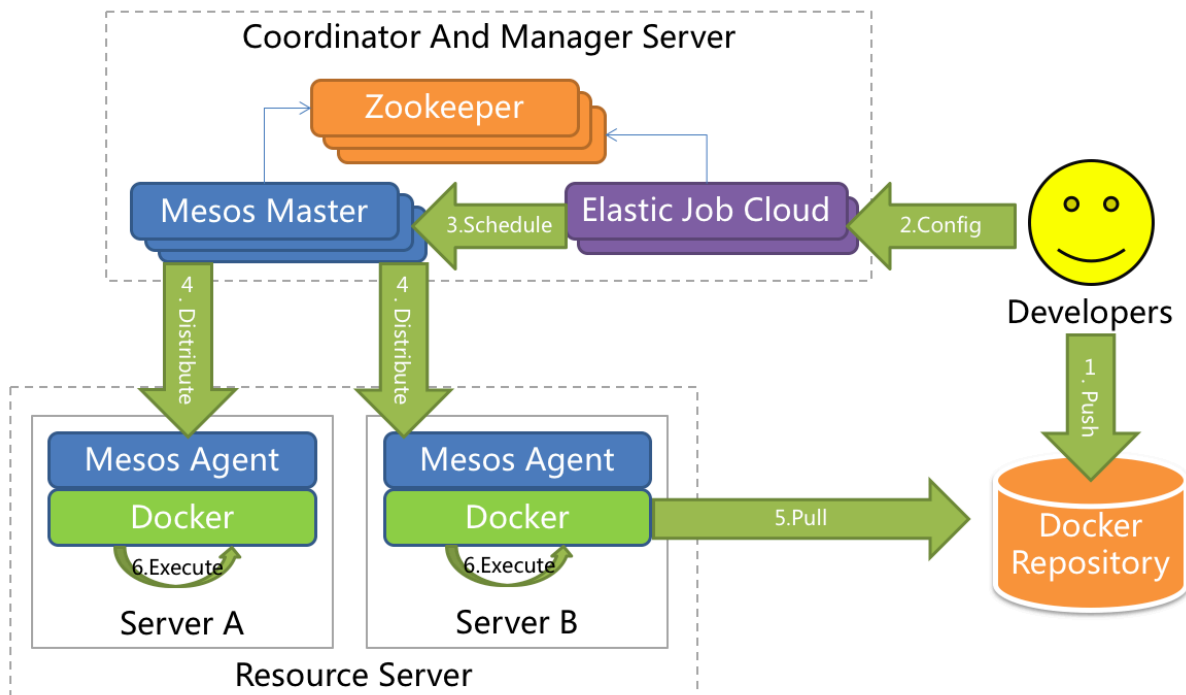 Coordinator And Manager Server
Zookeeper
Mesos Master
3.Schedule
Elastic Job Cloud
2.Config
Developers
4. Distribute
4. Distribute
1. Push
Mesos Agent
Mesos Agent
Docker
Docker
5.Pull
Docker
Repository
6.Execute
6.Execute
Server A
Server B
Resource Server